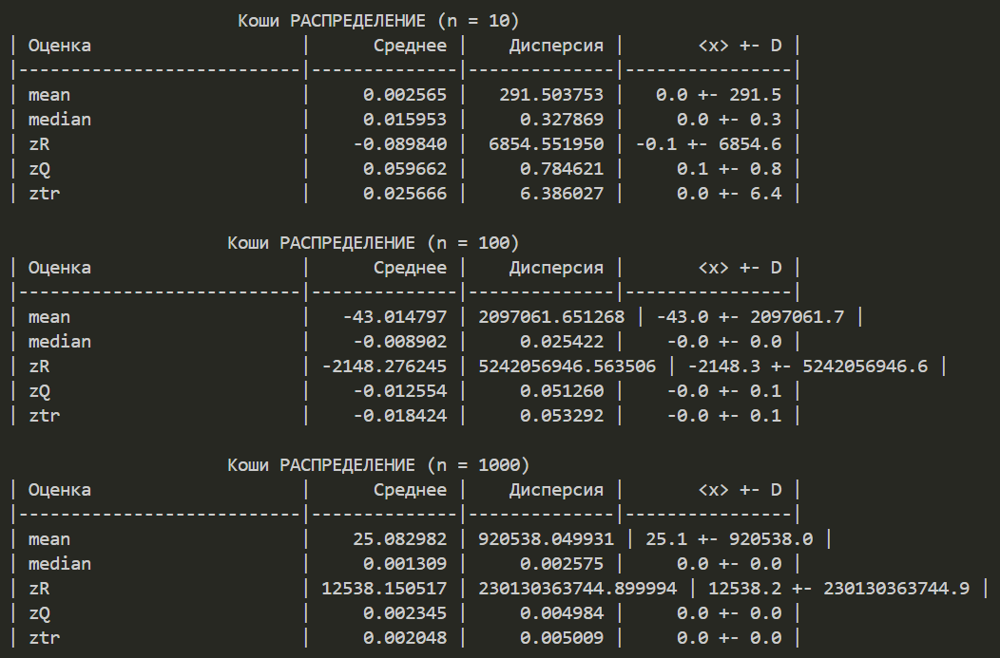 Коши РАСПРЕДЕЛЕНИЕ (n = 10)
| Оценка | Среднее | Дисперсия | <x> +- D |
|---------------------------|--------------|--------------|----------------|
| mean | 0.002565 | 291.503753 | 0.0 +- 291.5 |
| median | 0.015953 | 0.327869 | 0.0 +- 0.3 |
| zR | -0.089840 | 6854.551950 | -0.1 +- 6854.6 |
| zQ | 0.059662 | 0.784621 | 0.1 +- 0.8 |
| ztr | 0.025666 | 6.386027 | 0.0 +- 6.4 |
Коши РАСПРЕДЕЛЕНИЕ (n = 100)
| Оценка | Среднее | Дисперсия | <x> +- D |
|---------------------------|--------------|--------------|----------------|
| mean | -43.014797 | 2097061.651268 | -43.0 +- 2097061.7 |
| median | -0.008902 | 0.025422 | -0.0 +- 0.0 |
| zR | -2148.276245 | 5242056946.563506 | -2148.3 +- 5242056946.6 |
| zQ | -0.012554 | 0.051260 | -0.0 +- 0.1 |
| ztr | -0.018424 | 0.053292 | -0.0 +- 0.1 |
Коши РАСПРЕДЕЛЕНИЕ (n = 1000)
| Оценка | Среднее | Дисперсия | <x> +- D |
|---------------------------|--------------|--------------|----------------|
| mean | 25.082982 | 920538.049931 | 25.1 +- 920538.0 |
| median | 0.001309 | 0.002575 | 0.0 +- 0.0 |
| zR | 12538.150517 | 230130363744.899994 | 12538.2 +- 230130363744.9 |
| zQ | 0.002345 | 0.004984 | 0.0 +- 0.0 |
| ztr | 0.002048 | 0.005009 | 0.0 +- 0.0 |